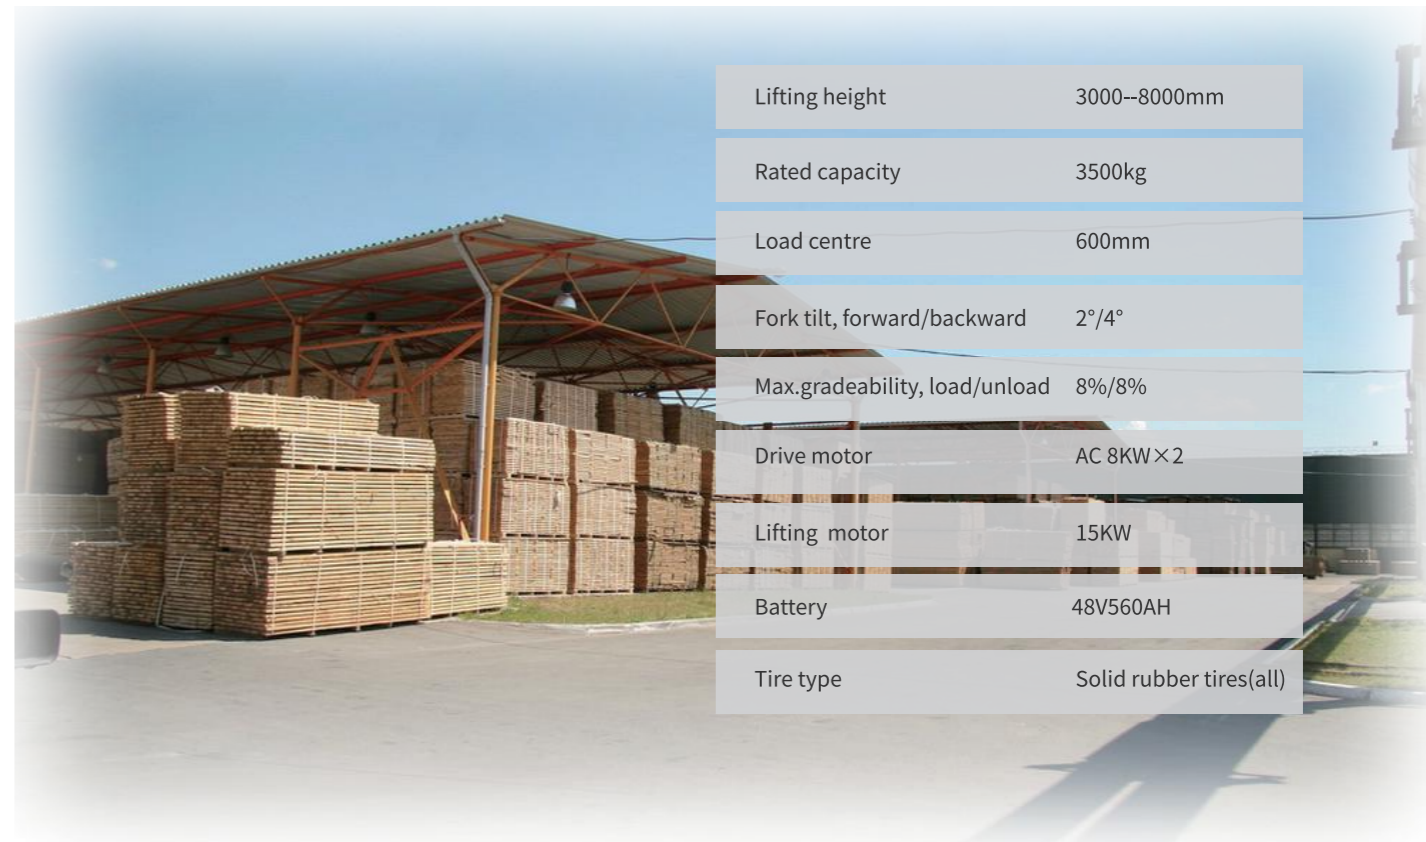 Lifting height 3000--8000mm
Rated capacity 3500kg
Load centre 600mm
Fork tilt, forward/backward 2°/4°
Max.gradeability, load/unload 8%/8%
Drive motor AC 8KW×2
Lifting  motor 15KW
Battery 48V560AH
Tire type Solid rubber tires(all)